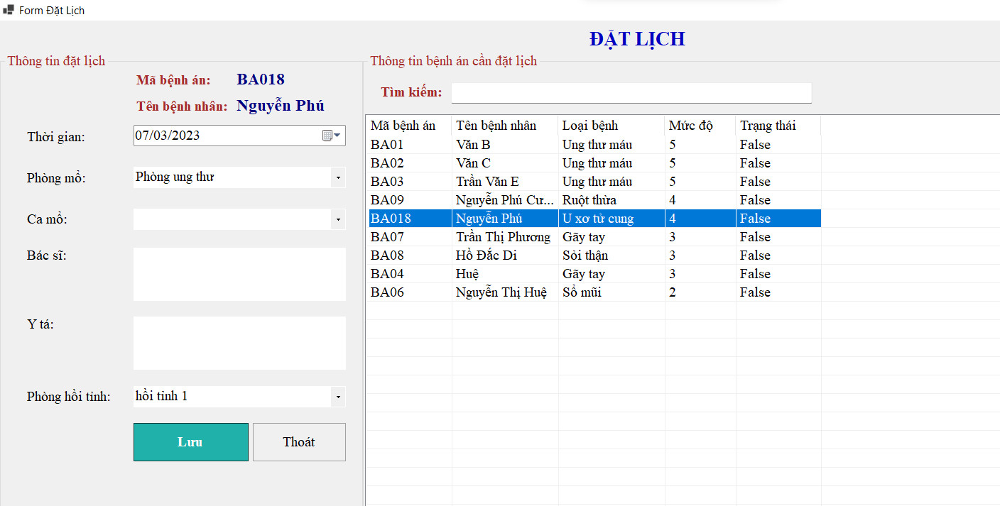 Form Đặt Lịch
ĐẶT LỊCH
Thông tin đặt lịch
Mã bệnh án: BA018
Tên bệnh nhân: Nguyễn Phú
Thời gian: 07/03/2023
Phòng mổ: Phòng ung thư
Ca mổ:
Bác sĩ:
Y tá:
Phòng hồi tỉnh: hồi tỉnh 1
Lưu Thoát
Thông tin bệnh án cần đặt lịch
Tìm kiếm:
Mã bệnh án Tên bệnh nhân Loại bệnh Mức độ Trạng thái
BA01 Văn B Ung thư máu 5 False
BA02 Văn C Ung thư máu 5 False
BA03 Trần Văn E Ung thư máu 5 False
BA09 Nguyễn Phú Cư... Ruột thừa 4 False
BA018 Nguyễn Phú U xơ tử cung 4 False
BA07 Trần Thị Phương Gãy tay 3 False
BA08 Hồ Đắc Di Sỏi thận 3 False
BA04 Huệ Gãy tay 3 False
BA06 Nguyễn Thị Huệ Sổ mũi 2 False